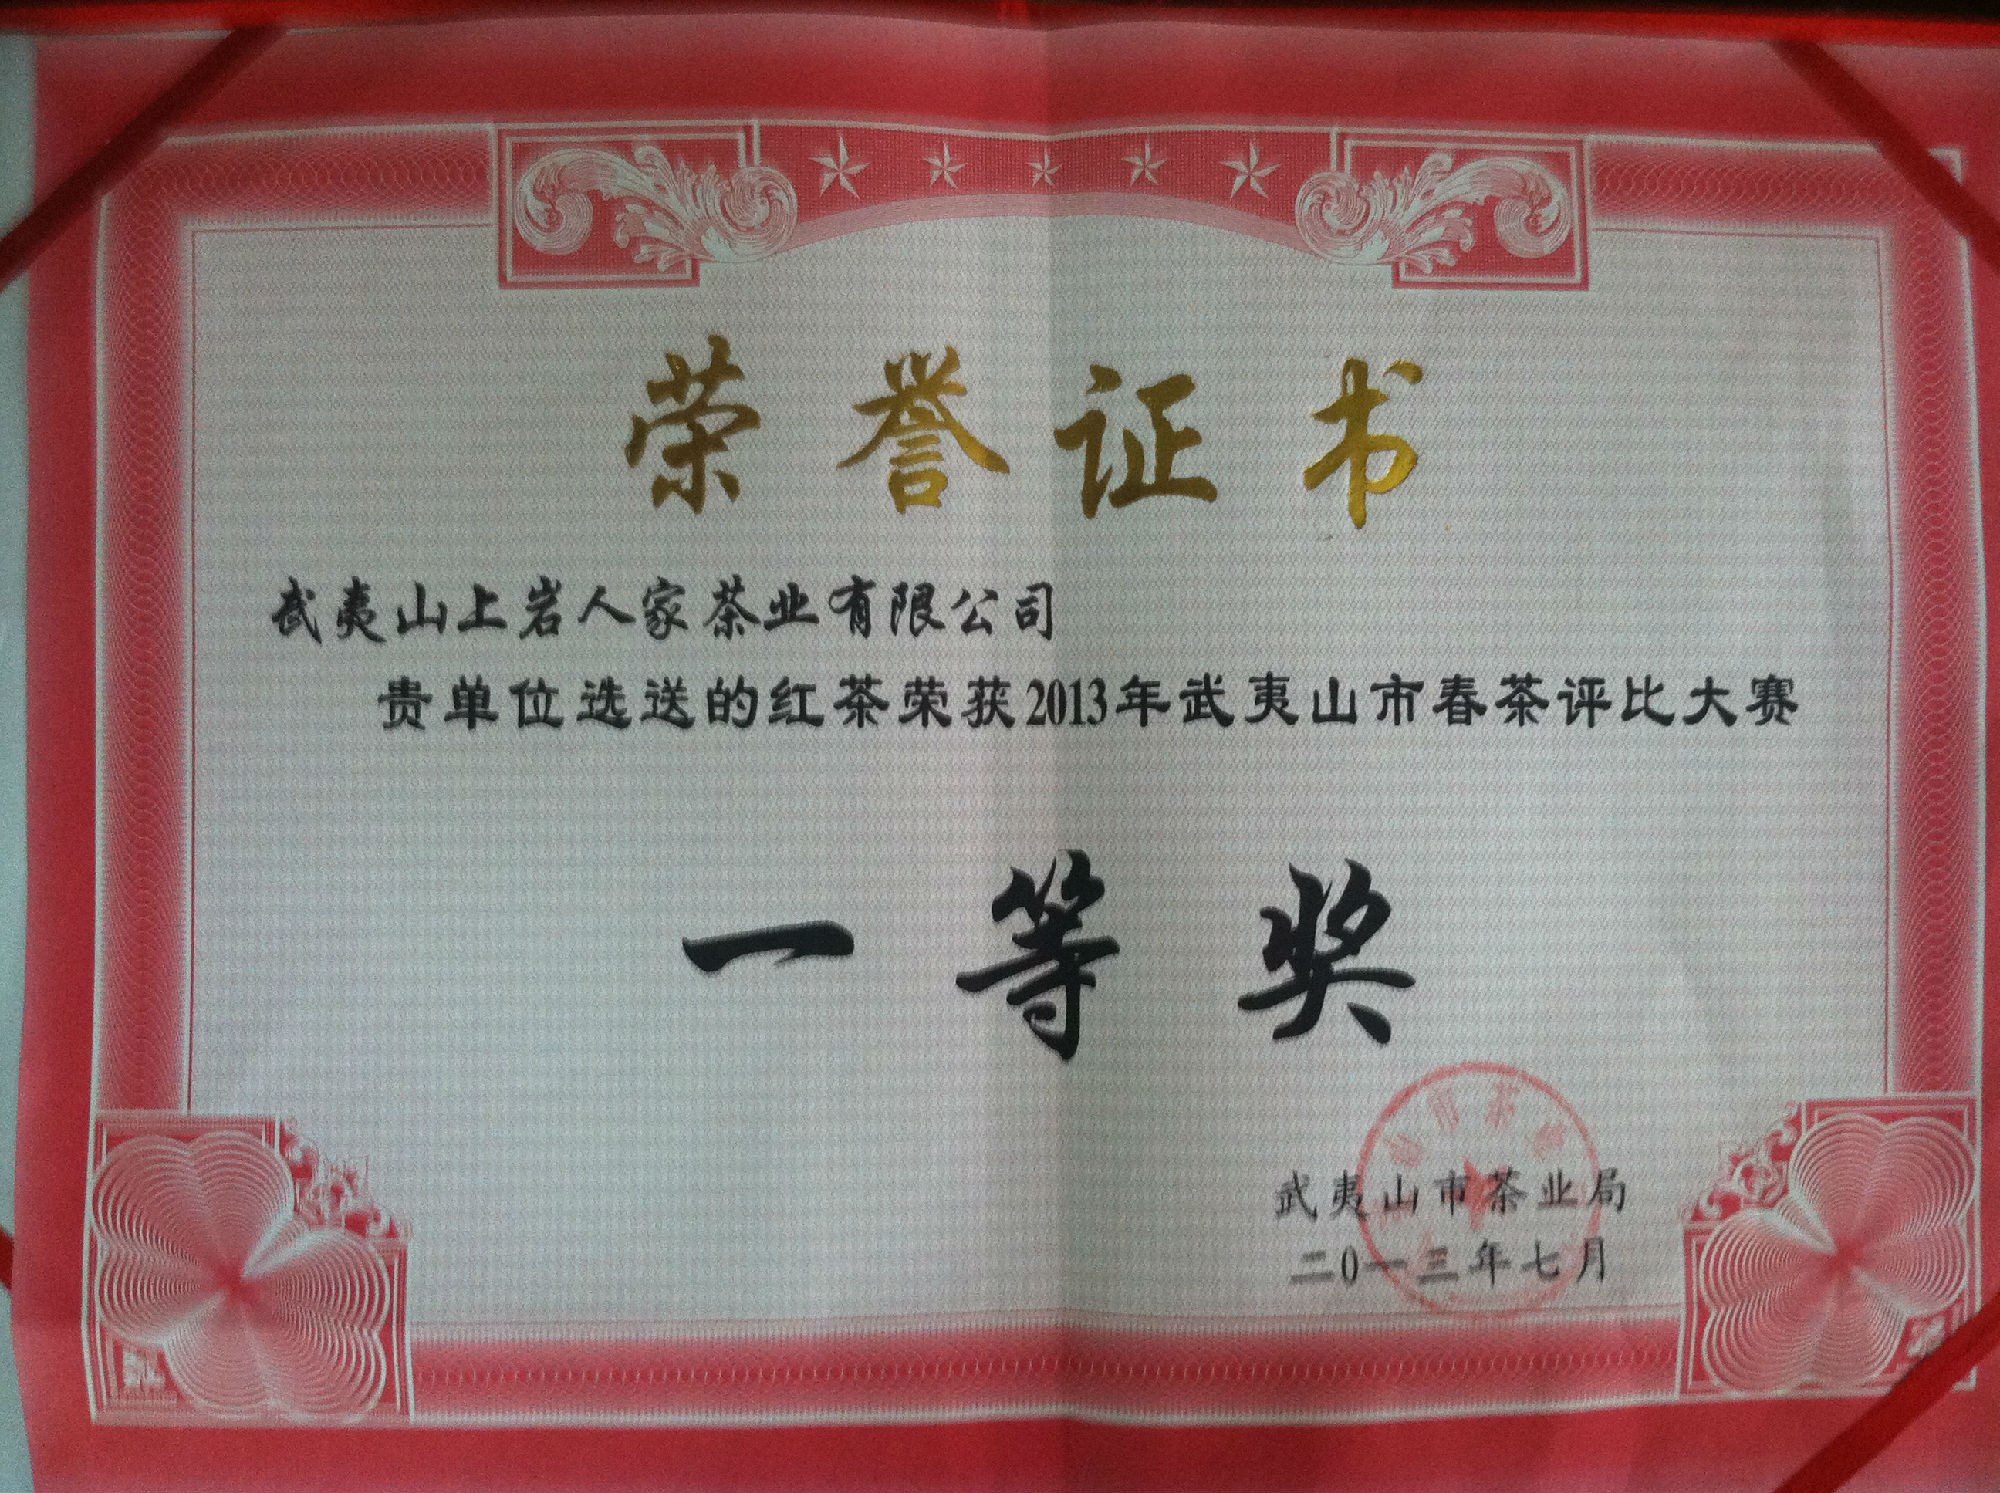 荣誉证书
武夷山上岩人家茶业有限公司
贵单位选送的红茶荣获2013年武夷山市春茶评比大赛
一等奖
武夷山市茶业局
二0一三年七月